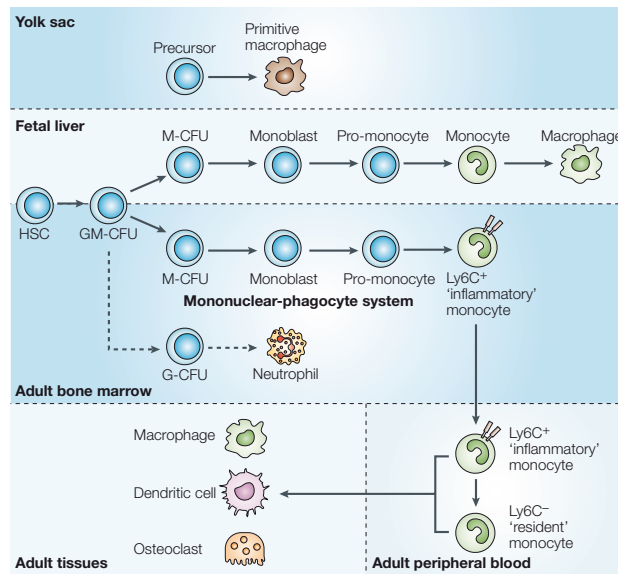 Yolk sac
Precursor
Primitive
macrophage
Fetal liver
M-CFU
Monoblast
Pro-monocyte
Monocyte
Macrophage
HSC
GM-CFU
M-CFU
Monoblast
Pro-monocyte
Ly6C⁺
‘inflammatory’
monocyte
Mononuclear-phagocyte system
G-CFU
Neutrophil
Adult bone marrow
Macrophage
Dendritic cell
Osteoclast
Adult tissues
Ly6C⁺
‘inflammatory’
monocyte
Ly6C⁻
‘resident’
monocyte
Adult peripheral blood